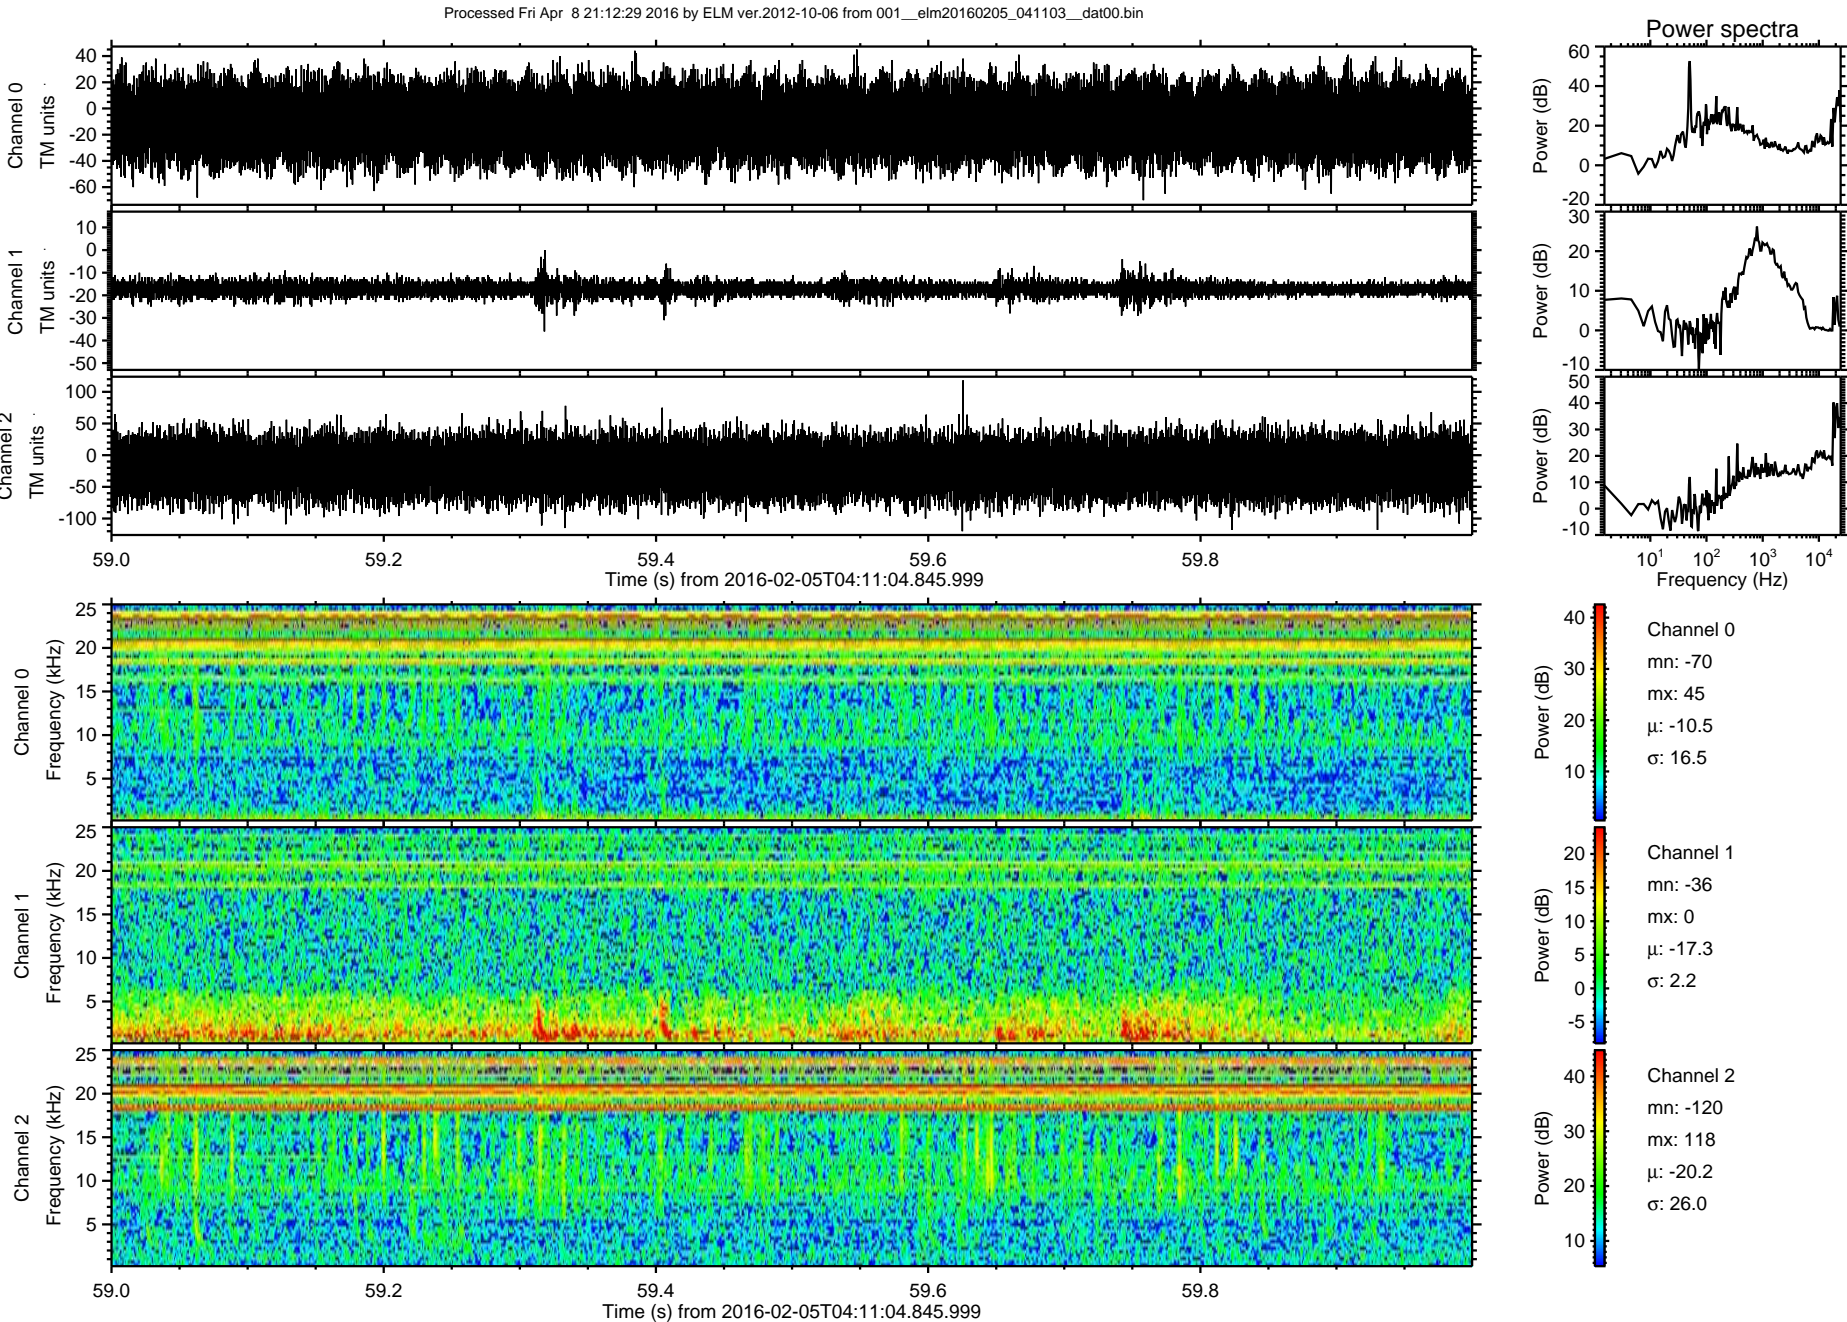 Processed Fri Apr  8 21:12:29 2016 by ELM ver.2012-10-06 from 001__elm20160205_041103__dat00.bin
Power spectra
Channel 0
TM units
40
20
0
-20
-40
-60
Power (dB)
60
40
20
0
-20
Channel 1
TM units
10
0
-10
-20
-30
-40
-50
Power (dB)
30
20
10
0
-10
Channel 2
TM units
100
50
0
-50
-100
Power (dB)
50
40
30
20
10
0
-10
59.0 59.2 59.4 59.6 59.8
Time (s) from 2016-02-05T04:11:04.845.999
10^1 10^2 10^3 10^4
Frequency (Hz)
Channel 0
Frequency (kHz)
25
20
15
10
5
Power (dB)
40
30
20
10
Channel 0
mn: -70
mx: 45
μ: -10.5
σ: 16.5
Channel 1
Frequency (kHz)
25
20
15
10
5
Power (dB)
20
15
10
5
0
-5
Channel 1
mn: -36
mx: 0
μ: -17.3
σ: 2.2
Channel 2
Frequency (kHz)
25
20
15
10
5
Power (dB)
40
30
20
10
Channel 2
mn: -120
mx: 118
μ: -20.2
σ: 26.0
59.0 59.2 59.4 59.6 59.8
Time (s) from 2016-02-05T04:11:04.845.999